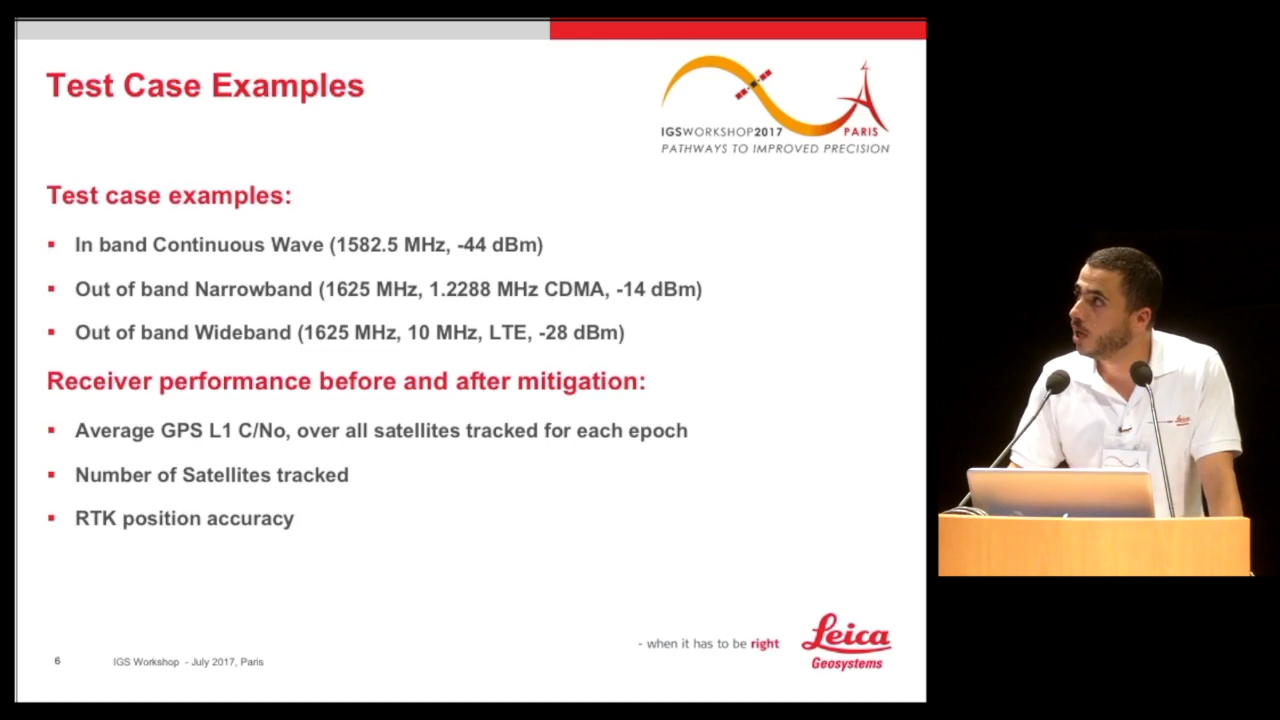 Test Case Examples
IGSWORKSHOP2017 PARIS
PATHWAYS TO IMPROVED PRECISION
Test case examples:
▪ In band Continuous Wave (1582.5 MHz, -44 dBm)
▪ Out of band Narrowband (1625 MHz, 1.2288 MHz CDMA, -14 dBm)
▪ Out of band Wideband (1625 MHz, 10 MHz, LTE, -28 dBm)
Receiver performance before and after mitigation:
▪ Average GPS L1 C/No, over all satellites tracked for each epoch
▪ Number of Satellites tracked
▪ RTK position accuracy
- when it has to be right
Leica
Geosystems
6 IGS Workshop - July 2017, Paris
Leica